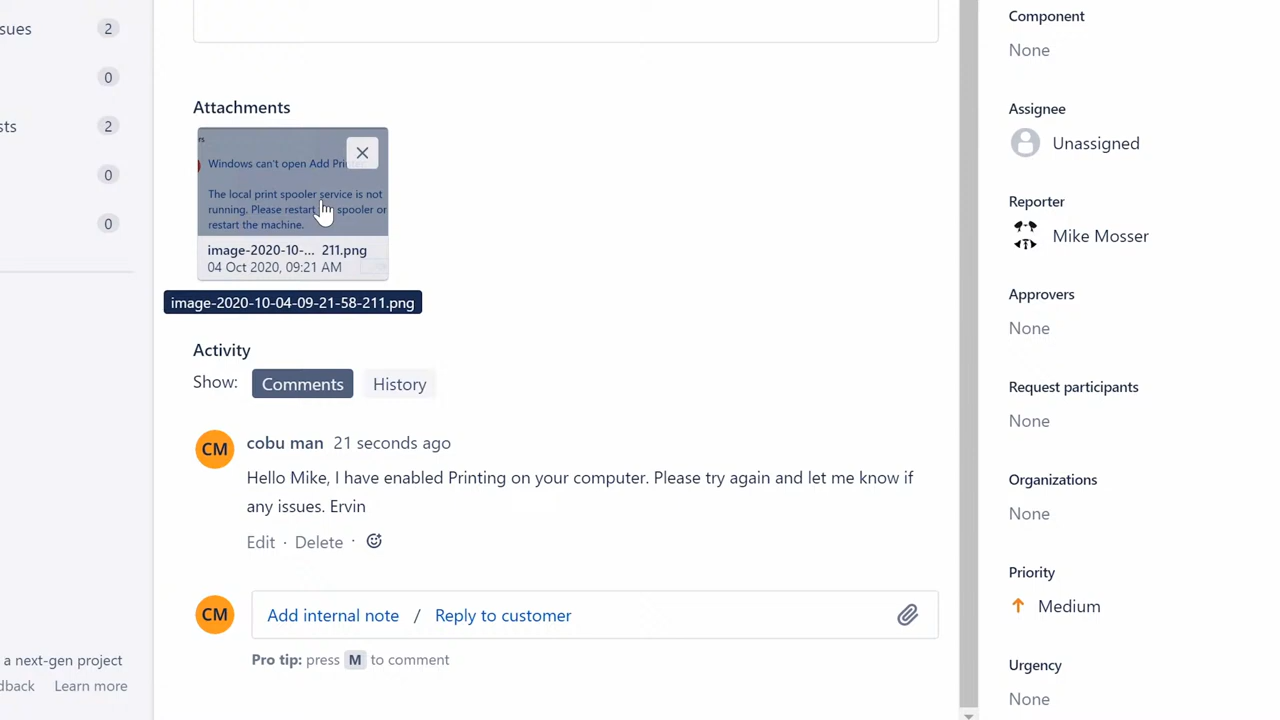 sues
2
0
sts
2
0
0
a next-gen project
dback
Learn more
Attachments
rs
Windows can't open Add Prin
The local print spooler service is not
running. Please restart spooler or
restart the machine.
image-2020-10-... 211.png
04 Oct 2020, 09:21 AM
image-2020-10-04-09-21-58-211.png
Activity
Show:
Comments
History
CM
cobu man 21 seconds ago
Hello Mike, I have enabled Printing on your computer. Please try again and let me know if
any issues. Ervin
Edit · Delete ·
CM
Add internal note / Reply to customer
Pro tip: press M to comment
Component
None
Assignee
Unassigned
Reporter
Mike Mosser
Approvers
None
Request participants
None
Organizations
None
Priority
Medium
Urgency
None